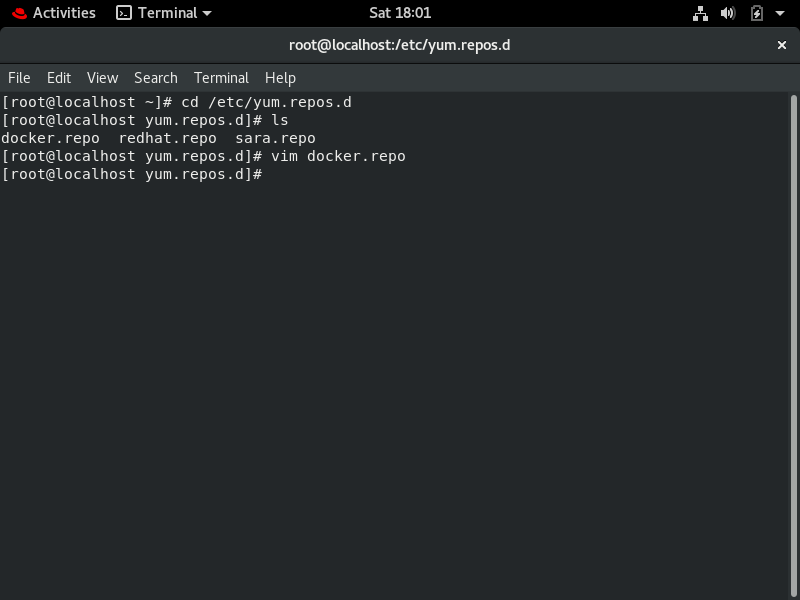 Activities Terminal Sat 18:01
root@localhost:/etc/yum.repos.d
File Edit View Search Terminal Help
[root@localhost ~]# cd /etc/yum.repos.d
[root@localhost yum.repos.d]# ls
docker.repo  redhat.repo  sara.repo
[root@localhost yum.repos.d]# vim docker.repo
[root@localhost yum.repos.d]#